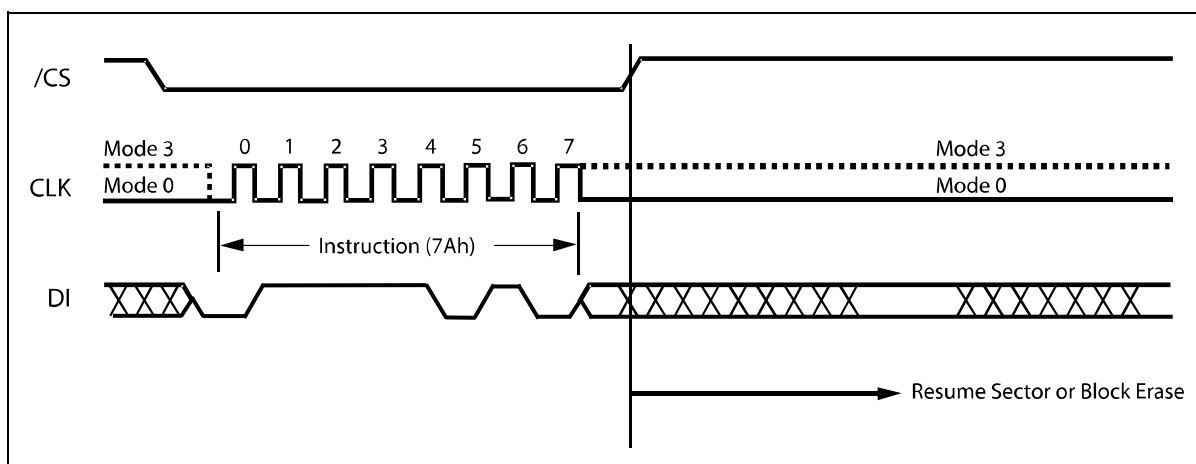 /CS
Mode 3
0 1 2 3 4 5 6 7
Mode 3
CLK
Mode 0
Mode 0
Instruction (7Ah)
DI
Resume Sector or Block Erase